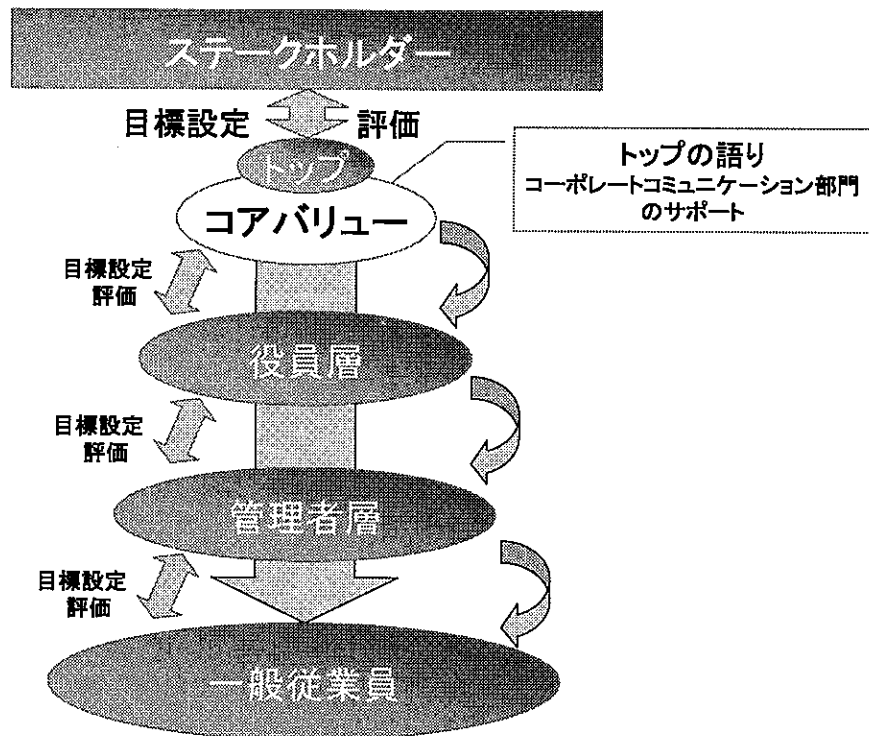 ステークホルダー
目標設定
評価
トップ
コアバリュー
トップの語り
コーポレートコミュニケーション部門
のサポート
目標設定
評価
役員層
目標設定
評価
管理者層
目標設定
評価
一般従業員